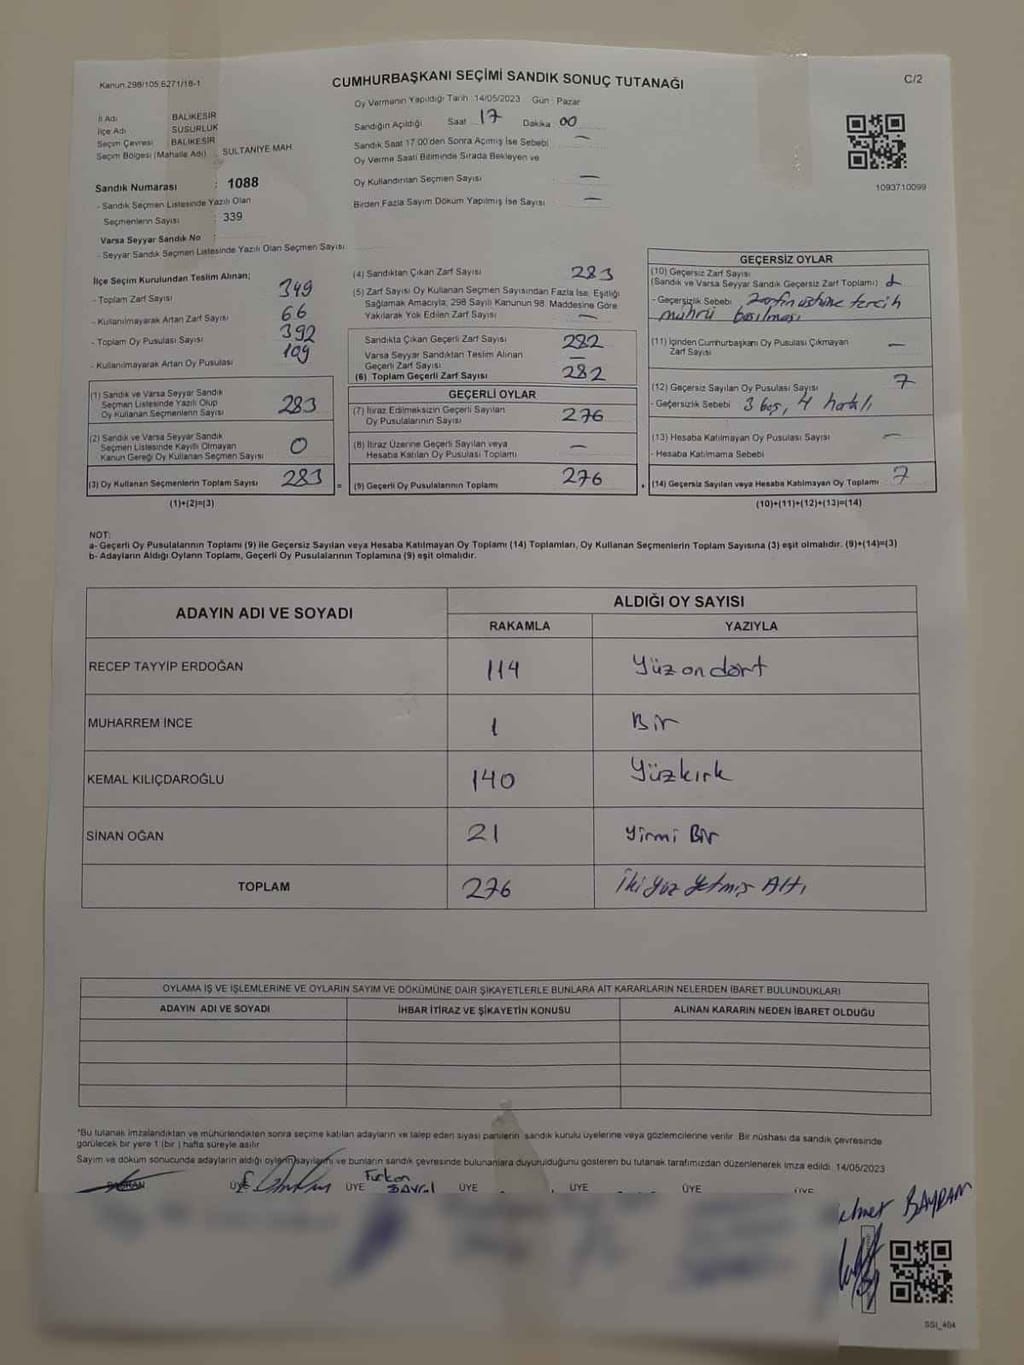 Kanun:298/105,6271/18-1
CUMHURBAŞKANI SEÇİMİ SANDIK SONUÇ TUTANAĞI
C/2
Oy Vermenin Yapıldığı Tarih : 14/05/2023 Gün : Pazar
İl Adı : BALIKESİR
İlçe Adı : SUSURLUK
Seçim Çevresi : BALIKESİR
Seçim Bölgesi (Mahalle Adı) : SULTANİYE MAH.
Sandık Numarası : 1088
- Sandık Seçmen Listesinde Yazılı Olan
Seçmenlerin Sayısı : 339
Varsa Seyyar Sandık No :
- Seyyar Sandık Seçmen Listesinde Yazılı Olan Seçmen Sayısı:
Sandığın Açıldığı Saat : 17 Dakika : 00
Sandık Saat 17:00'den Sonra Açılmış İse Sebebi : —
Oy Verme Saati Bitiminde Sırada Bekleyen ve
Oy Kullandırılan Seçmen Sayısı : —
Birden Fazla Sayım Döküm Yapılmış İse Sayısı : —
1093710099
İlçe Seçim Kurulundan Teslim Alınan;
- Toplam Zarf Sayısı : 349
- Kullanılmayarak Artan Zarf Sayısı : 66
- Toplam Oy Pusulası Sayısı : 392
- Kullanılmayarak Artan Oy Pusulası : 109
(1) Sandık ve Varsa Seyyar Sandık
Seçmen Listesinde Yazılı Olup
Oy Kullanan Seçmenlerin Sayısı : 283
(2) Sandık ve Varsa Seyyar Sandık
Seçmen Listesinde Kayıtlı Olmayan
Kanun Gereği Oy Kullanan Seçmen Sayısı : 0
(3) Oy Kullanan Seçmenlerin Toplam Sayısı : 283 =
(1)+(2)=(3)
(4) Sandıktan Çıkan Zarf Sayısı : 283
(5) Zarf Sayısı Oy Kullanan Seçmen Sayısından Fazla İse, Eşitliği
Sağlamak Amacıyla, 298 Sayılı Kanunun 98. Maddesine Göre
Yakılarak Yok Edilen Zarf Sayısı : —
Sandıkta Çıkan Geçerli Zarf Sayısı : 282
Varsa Seyyar Sandıktan Teslim Alınan
Geçerli Zarf Sayısı : —
(6) Toplam Geçerli Zarf Sayısı : 282
GEÇERLİ OYLAR
(7) İtiraz Edilmeksizin Geçerli Sayılan
Oy Pusulalarının Sayısı : 276
(8) İtiraz Üzerine Geçerli Sayılan veya
Hesaba Katılan Oy Pusulası Toplamı : —
(9) Geçerli Oy Pusulalarının Toplamı : 276 +
GEÇERSİZ OYLAR
(10) Geçersiz Zarf Sayısı
(Sandık ve Varsa Seyyar Sandık Geçersiz Zarf Toplamı) :
- Geçersizlik Sebebi : zarfın üstüne tercih
mührü basılması
(11) İçinden Cumhurbaşkanı Oy Pusulası Çıkmayan
Zarf Sayısı : —
(12) Geçersiz Sayılan Oy Pusulası Sayısı : 7
- Geçersizlik Sebebi : 3 boş, 4 hatalı
(13) Hesaba Katılmayan Oy Pusulası Sayısı : —
- Hesaba Katılmama Sebebi :
(14) Geçersiz Sayılan veya Hesaba Katılmayan Oy Toplamı : 7
(10)+(11)+(12)+(13)=(14)
NOT:
a- Geçerli Oy Pusulalarının Toplamı (9) ile Geçersiz Sayılan veya Hesaba Katılmayan Oy Toplamı (14) Toplamları, Oy Kullanan Seçmenlerin Toplam Sayısına (3) eşit olmalıdır. (9)+(14)=(3)
b- Adayların Aldığı Oyların Toplamı, Geçerli Oy Pusulalarının Toplamına (9) eşit olmalıdır.
ADAYIN ADI VE SOYADI
ALDIĞI OY SAYISI
RAKAMLA YAZIYLA
RECEP TAYYİP ERDOĞAN 114 Yüzondört
MUHARREM İNCE 1 Bir
KEMAL KILIÇDAROĞLU 140 Yüzkırk
SİNAN OĞAN 21 Yirmi Bir
TOPLAM 276 İki yüz yetmiş Altı
OYLAMA İŞ VE İŞLEMLERİNE VE OYLARIN SAYIM VE DÖKÜMÜNE DAİR ŞİKAYETLERLE BUNLARA AİT KARARLARIN NELERDEN İBARET BULUNDUKLARI
ADAYIN ADI VE SOYADI İHBAR İTİRAZ VE ŞİKAYETİN KONUSU ALINAN KARARIN NEDEN İBARET OLDUĞU
*Bu tutanak imzalandıktan ve mühürlendikten sonra seçime katılan adayların ve talep eden siyasi partilerin sandık kurulu üyelerine veya gözlemcilerine verilir. Bir nüshası da sandık çevresinde
görülecek bir yere 1 (bir ) hafta süreyle asılır.
Sayım ve döküm sonucunda adayların aldığı oyların sayılarını ve bunların sandık çevresinde bulunanlara duyurulduğunu gösteren bu tutanak tarafımızdan düzenlenerek imza edildi. 14/05/2023
BAŞKAN ÜYE ÜYE Furkan ÜYE ÜYE ÜYE ÜYE
BAYRAM
SSI_464